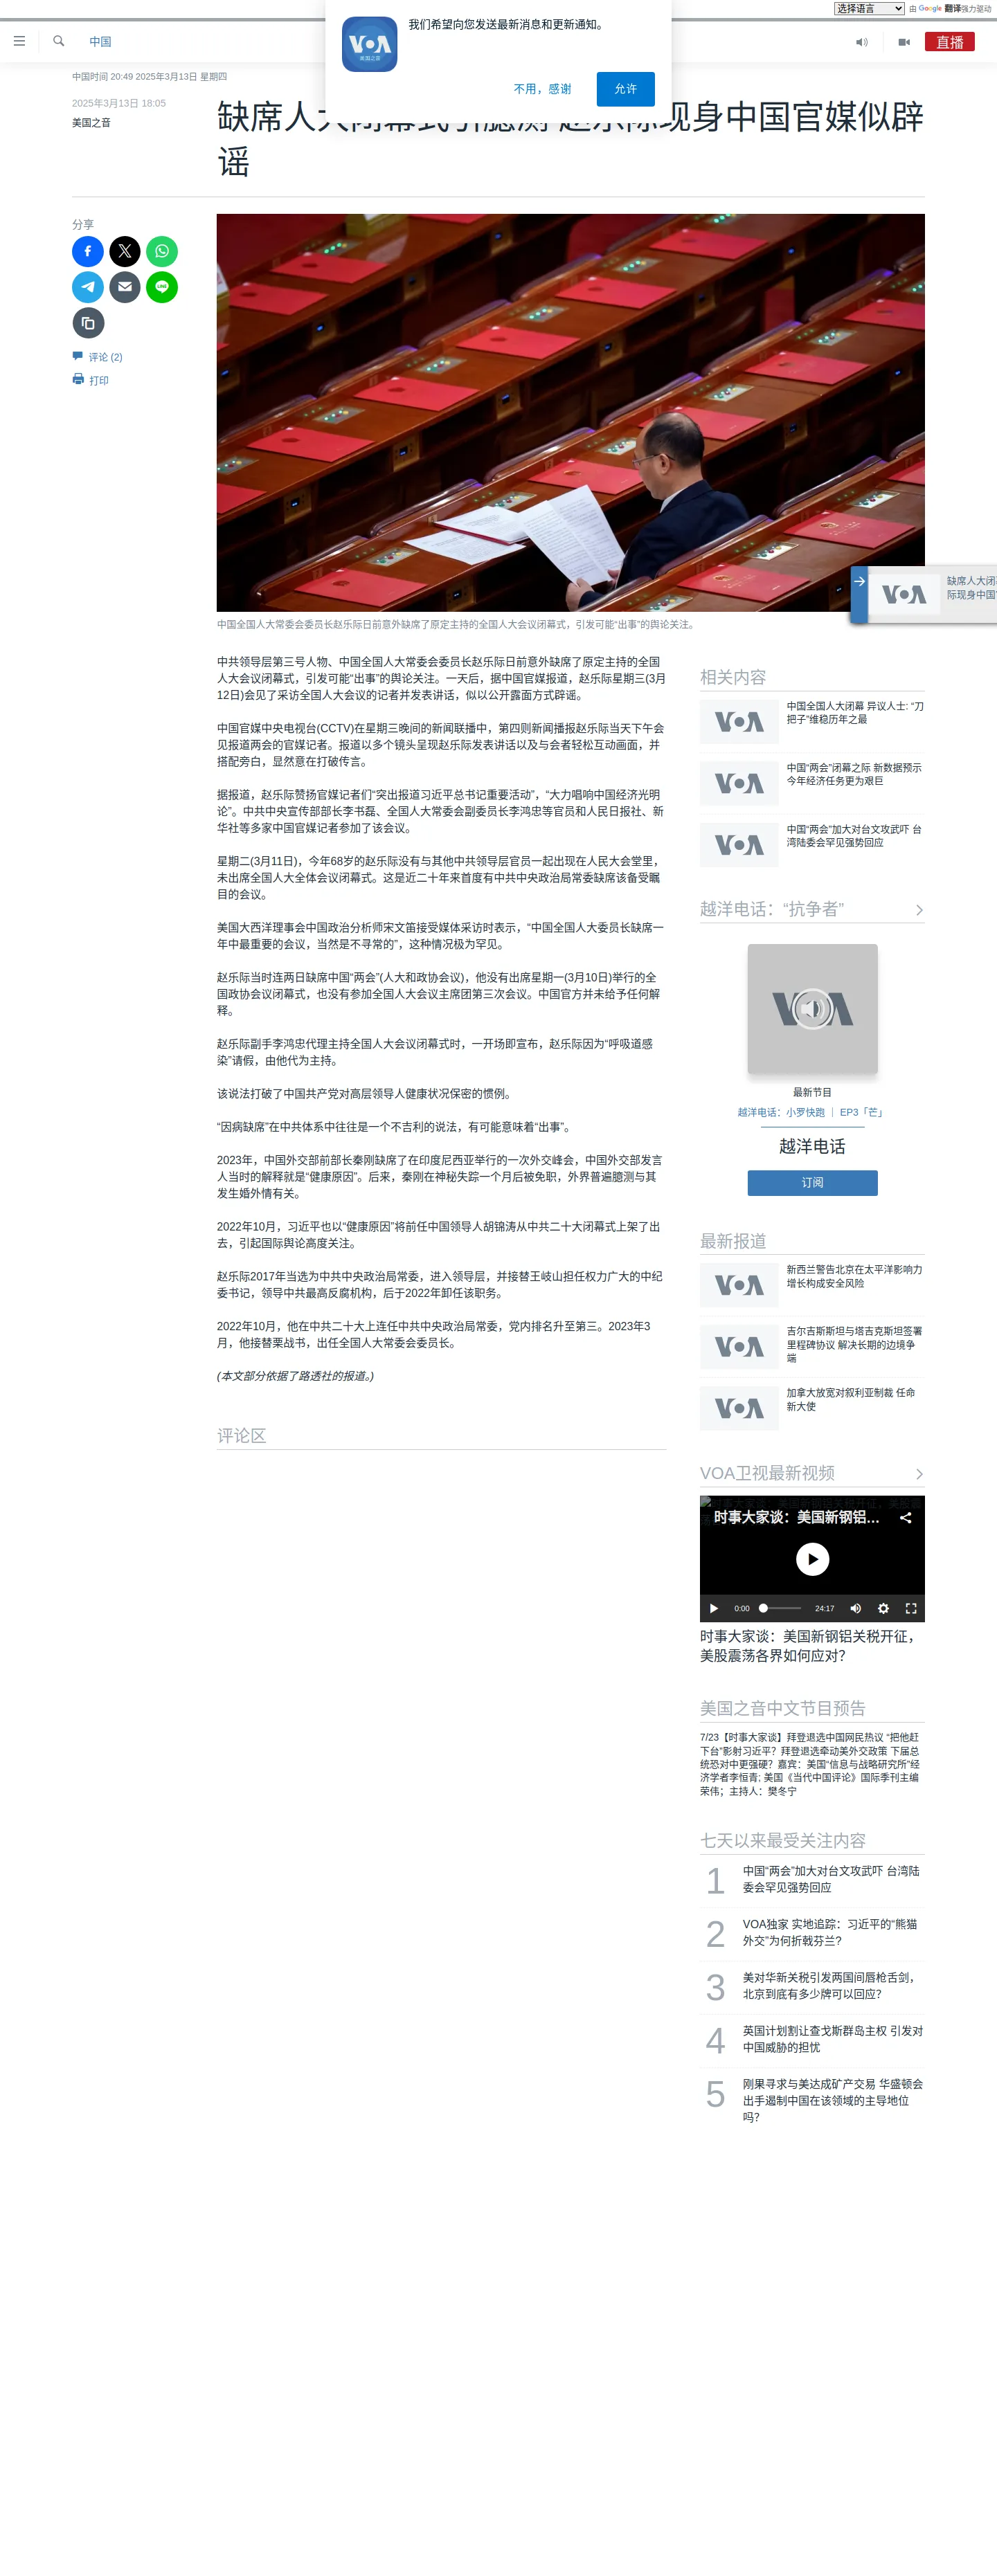 选择语言
由 Google 翻译强力驱动
我们希望向您发送最新消息和更新通知。
VOA
美国之音
不用，感谢
允许
中国
直播
中国时间 20:49 2025年3月13日 星期四
2025年3月13日 18:05
美国之音
缺席人大
现身中国官媒似辟
谣
分享
评论 (2)
打印
缺席人大闭
际现身中国
VOA
中国全国人大常委会委员长赵乐际日前意外缺席了原定主持的全国人大会议闭幕式，引发可能“出事”的舆论关注。
中共领导层第三号人物、中国全国人大常委会委员长赵乐际日前意外缺席了原定主持的全国
人大会议闭幕式，引发可能“出事”的舆论关注。一天后，据中国官媒报道，赵乐际星期三(3月
12日)会见了采访全国人大会议的记者并发表讲话，似以公开露面方式辟谣。
中国官媒中央电视台(CCTV)在星期三晚间的新闻联播中，第四则新闻播报赵乐际当天下午会
见报道两会的官媒记者。报道以多个镜头呈现赵乐际发表讲话以及与会者轻松互动画面，并
搭配旁白，显然意在打破传言。
据报道，赵乐际赞扬官媒记者们“突出报道习近平总书记重要活动”，“大力唱响中国经济光明
论”。中共中央宣传部部长李书磊、全国人大常委会副委员长李鸿忠等官员和人民日报社、新
华社等多家中国官媒记者参加了该会议。
星期二(3月11日)，今年68岁的赵乐际没有与其他中共领导层官员一起出现在人民大会堂里，
未出席全国人大全体会议闭幕式。这是近二十年来首度有中共中央政治局常委缺席该备受瞩
目的会议。
美国大西洋理事会中国政治分析师宋文笛接受媒体采访时表示，“中国全国人大委员长缺席一
年中最重要的会议，当然是不寻常的”，这种情况极为罕见。
赵乐际当时连两日缺席中国“两会”(人大和政协会议)，他没有出席星期一(3月10日)举行的全
国政协会议闭幕式，也没有参加全国人大会议主席团第三次会议。中国官方并未给予任何解
释。
赵乐际副手李鸿忠代理主持全国人大会议闭幕式时，一开场即宣布，赵乐际因为“呼吸道感
染”请假，由他代为主持。
该说法打破了中国共产党对高层领导人健康状况保密的惯例。
“因病缺席”在中共体系中往往是一个不吉利的说法，有可能意味着“出事”。
2023年，中国外交部前部长秦刚缺席了在印度尼西亚举行的一次外交峰会，中国外交部发言
人当时的解释就是“健康原因”。后来，秦刚在神秘失踪一个月后被免职，外界普遍臆测与其
发生婚外情有关。
2022年10月，习近平也以“健康原因”将前任中国领导人胡锦涛从中共二十大闭幕式上架了出
去，引起国际舆论高度关注。
赵乐际2017年当选为中共中央政治局常委，进入领导层，并接替王岐山担任权力广大的中纪
委书记，领导中共最高反腐机构，后于2022年卸任该职务。
2022年10月，他在中共二十大上连任中共中央政治局常委，党内排名升至第三。2023年3
月，他接替栗战书，出任全国人大常委会委员长。
(本文部分依据了路透社的报道。)
评论区
相关内容
VOA
中国全国人大闭幕 异议人士: “刀
把子”维稳历年之最
VOA
中国“两会”闭幕之际 新数据预示
今年经济任务更为艰巨
VOA
中国“两会”加大对台文攻武吓 台
湾陆委会罕见强势回应
越洋电话：“抗争者”
VOA
最新节目
越洋电话：小罗快跑 ｜ EP3「芒」
越洋电话
订阅
最新报道
VOA
新西兰警告北京在太平洋影响力
增长构成安全风险
VOA
吉尔吉斯斯坦与塔吉克斯坦签署
里程碑协议 解决长期的边境争
端
VOA
加拿大放宽对叙利亚制裁 任命
新大使
VOA卫视最新视频
时事大家谈：美国新钢铝...
0:00
24:17
时事大家谈：美国新钢铝关税开征，
美股震荡各界如何应对？
美国之音中文节目预告
7/23【时事大家谈】拜登退选中国网民热议 “把他赶
下台”影射习近平？拜登退选牵动美外交政策 下届总
统恐对中更强硬？嘉宾：美国“信息与战略研究所”经
济学者李恒青; 美国《当代中国评论》国际季刊主编
荣伟；主持人：樊冬宁
七天以来最受关注内容
1
中国“两会”加大对台文攻武吓 台湾陆
委会罕见强势回应
2
VOA独家 实地追踪：习近平的“熊猫
外交”为何折戟芬兰?
3
美对华新关税引发两国间唇枪舌剑，
北京到底有多少牌可以回应？
4
英国计划割让查戈斯群岛主权 引发对
中国威胁的担忧
5
刚果寻求与美达成矿产交易 华盛顿会
出手遏制中国在该领域的主导地位
吗？